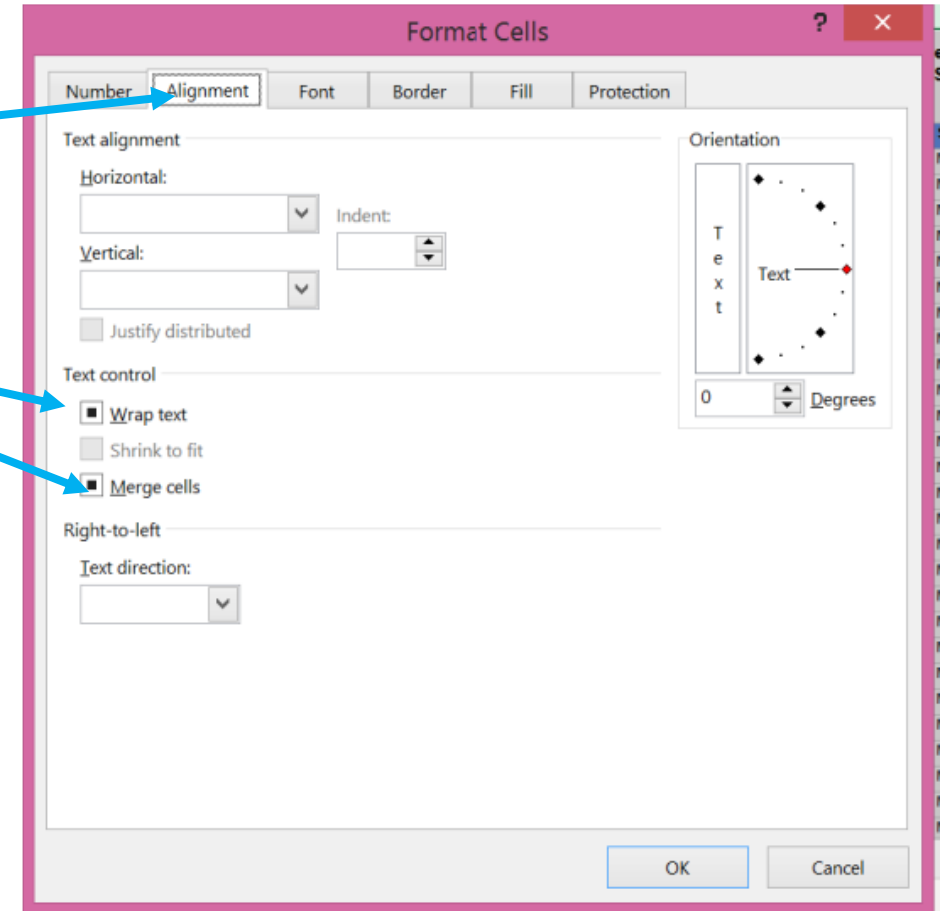 Format Cells
?
Number Alignment Font Border Fill Protection
Text alignment
Horizontal:
Indent:
Vertical:
Justify distributed
Text control
Wrap text
Shrink to fit
Merge cells
Right-to-left
Text direction:
Orientation
T
e
x
t
Text
0 Degrees
OK Cancel